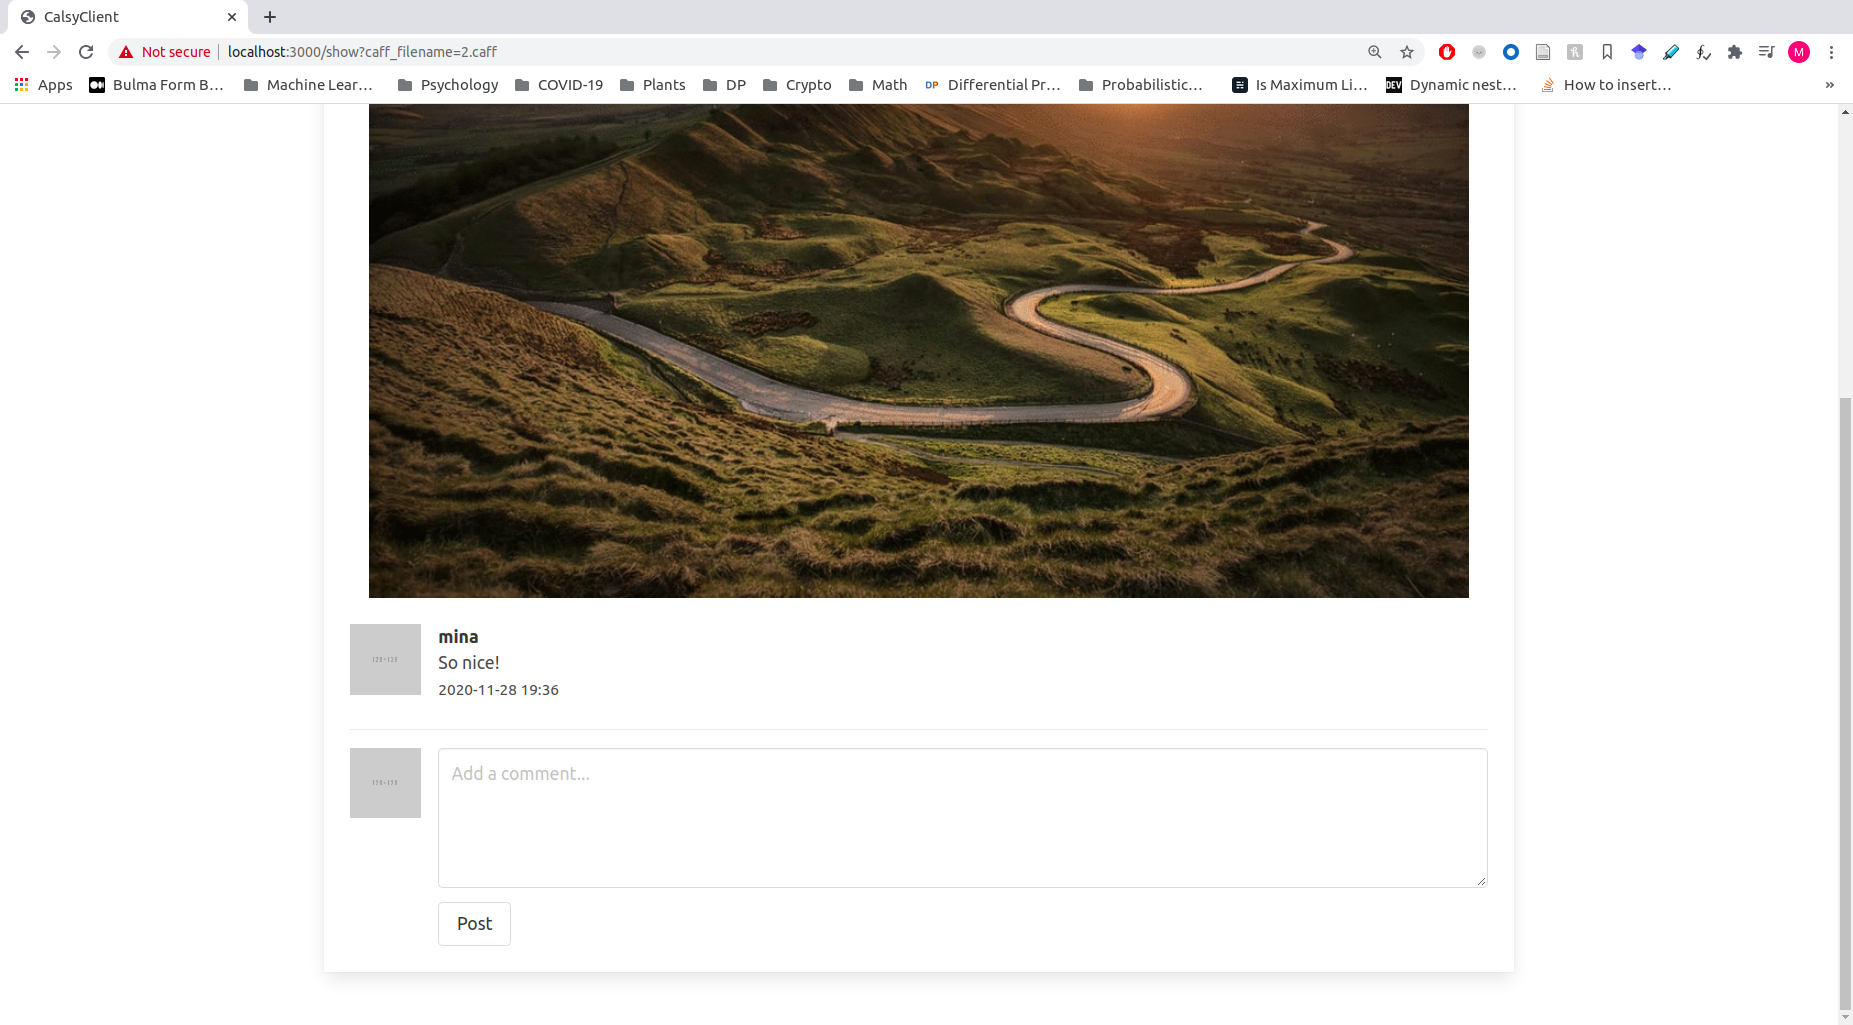 CalsyClient
Not secure localhost:3000/show?caff_filename=2.caff
M
Apps Bulma Form B... Machine Lear... Psychology COVID-19 Plants DP Crypto Math DP Differential Pr... Probabilistic... Is Maximum Li... DEV Dynamic nest... How to insert... »
mina
So nice!
2020-11-28 19:36
Add a comment...
Post